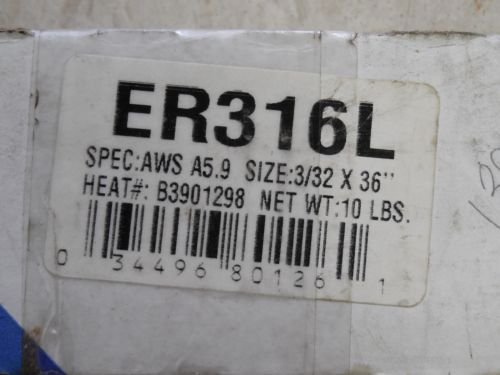 ER316L
SPEC:AWS A5.9 SIZE:3/32 X 36"
HEAT#: B3901298 NET WT:10 LBS.
0 34496 80126 1